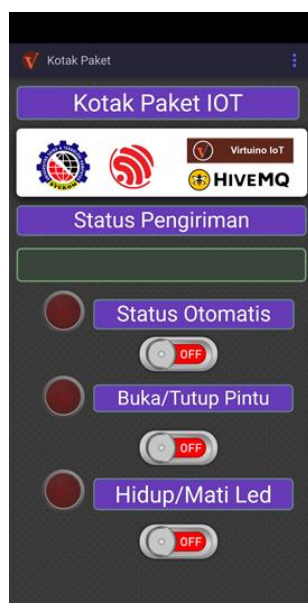 Kotak Paket
Kotak Paket IOT
Virtuino IoT
HIVEMQ
STEKOM
Status Pengiriman
Status Otomatis
OFF
Buka/Tutup Pintu
OFF
Hidup/Mati Led
OFF